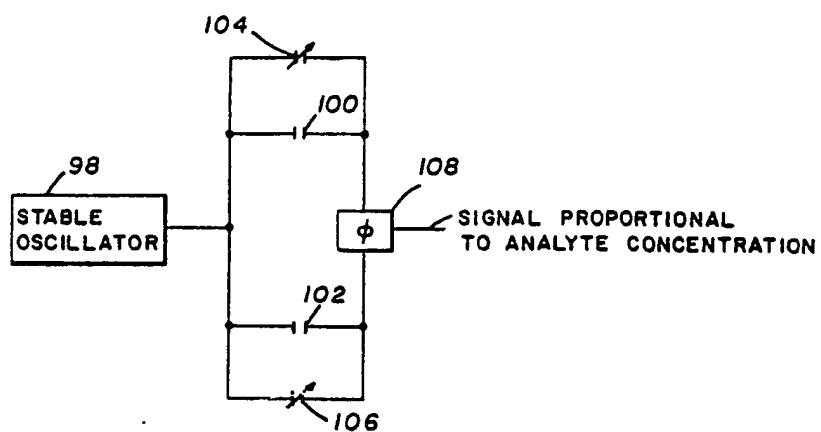 104
100
98
108
STABLE
OSCILLATOR
ϕ
SIGNAL PROPORTIONAL
TO ANALYTE CONCENTRATION
102
106